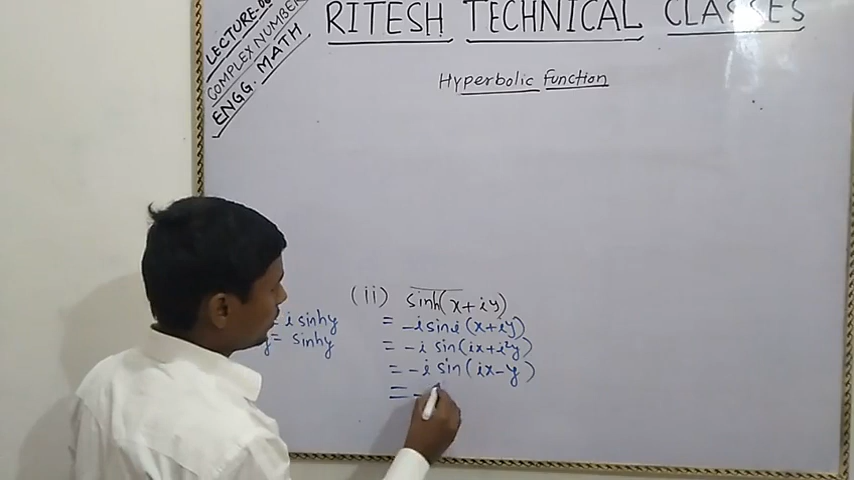 LECTURE-0
COMPLEX NUMBER
ENGG. MATH
RITESH TECHNICAL CLASSES
Hyperbolic function
= i sinhy
y = sinhy
(ii) sinh(x+iy)
= -i sin i (x+iy)
= -i sin(ix+i²y)
= -i sin(ix-y)
= -